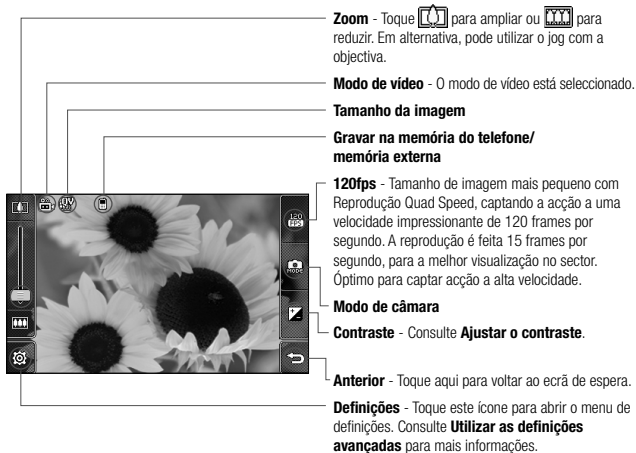 Zoom - Toque para ampliar ou para
reduzir. Em alternativa, pode utilizar o jog com a
objectiva.
Modo de vídeo - O modo de vídeo está seleccionado.
Tamanho da imagem
Gravar na memória do telefone/
memória externa
120fps - Tamanho de imagem mais pequeno com
Reprodução Quad Speed, captando a acção a uma
velocidade impressionante de 120 frames por
segundo. A reprodução é feita 15 frames por
segundo, para a melhor visualização no sector.
Óptimo para captar acção a alta velocidade.
Modo de câmara
Contraste - Consulte Ajustar o contraste.
Anterior - Toque aqui para voltar ao ecrã de espera.
Definições - Toque este ícone para abrir o menu de
definições. Consulte Utilizar as definições
avançadas para mais informações.
120
FPS
MODE